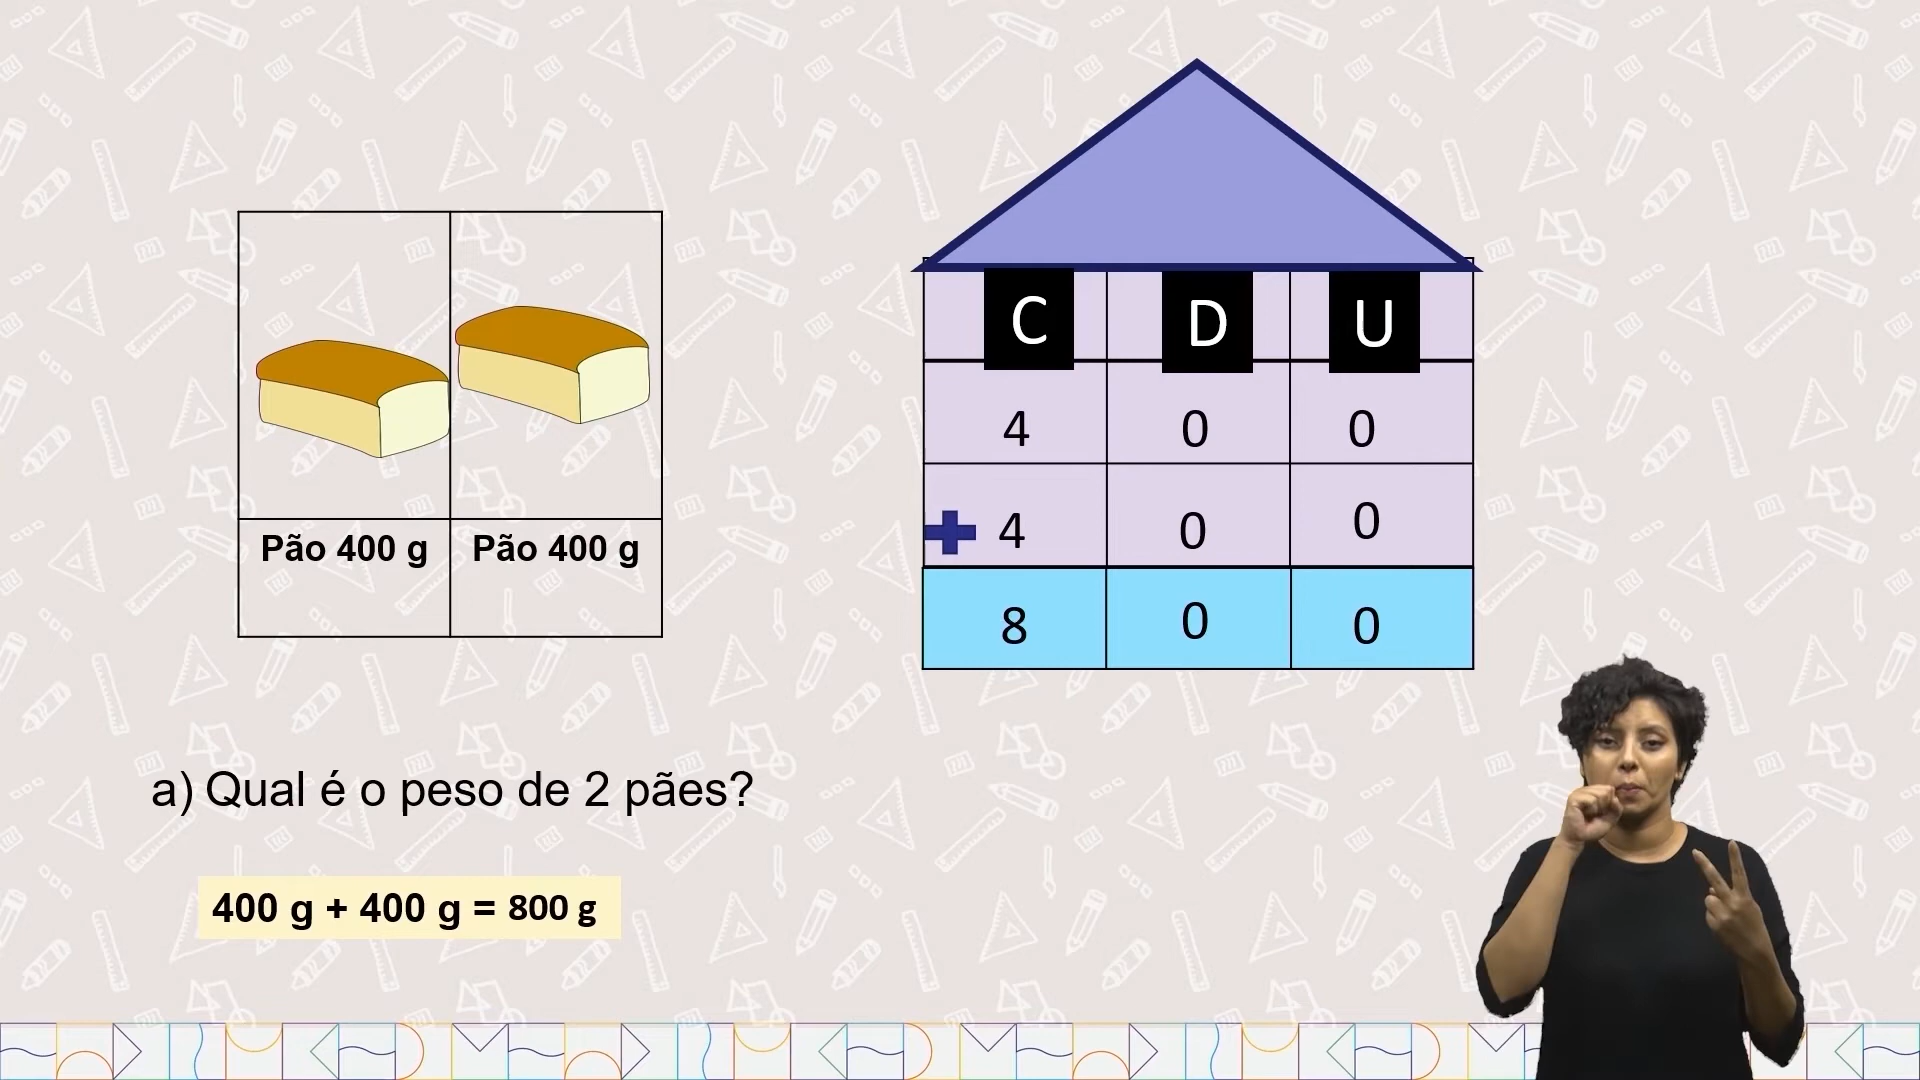 Pão 400 g Pão 400 g
C D U
4 0 0
+ 4 0 0
8 0 0
a) Qual é o peso de 2 pães?
400 g + 400 g = 800 g